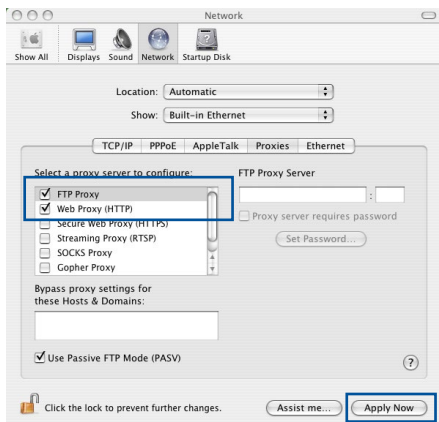 Network
Show All Displays Sound Network Startup Disk
Location: Automatic
Show: Built-in Ethernet
TCP/IP PPPoE AppleTalk Proxies Ethernet
Select a proxy server to configure: FTP Proxy Server
FTP Proxy :
Web Proxy (HTTP) Proxy server requires password
Secure Web Proxy (HTTPS)
Streaming Proxy (RTSP) Set Password...
SOCKS Proxy
Gopher Proxy
Bypass proxy settings for
these Hosts & Domains:
Use Passive FTP Mode (PASV) ?
Click the lock to prevent further changes. Assist me... Apply Now